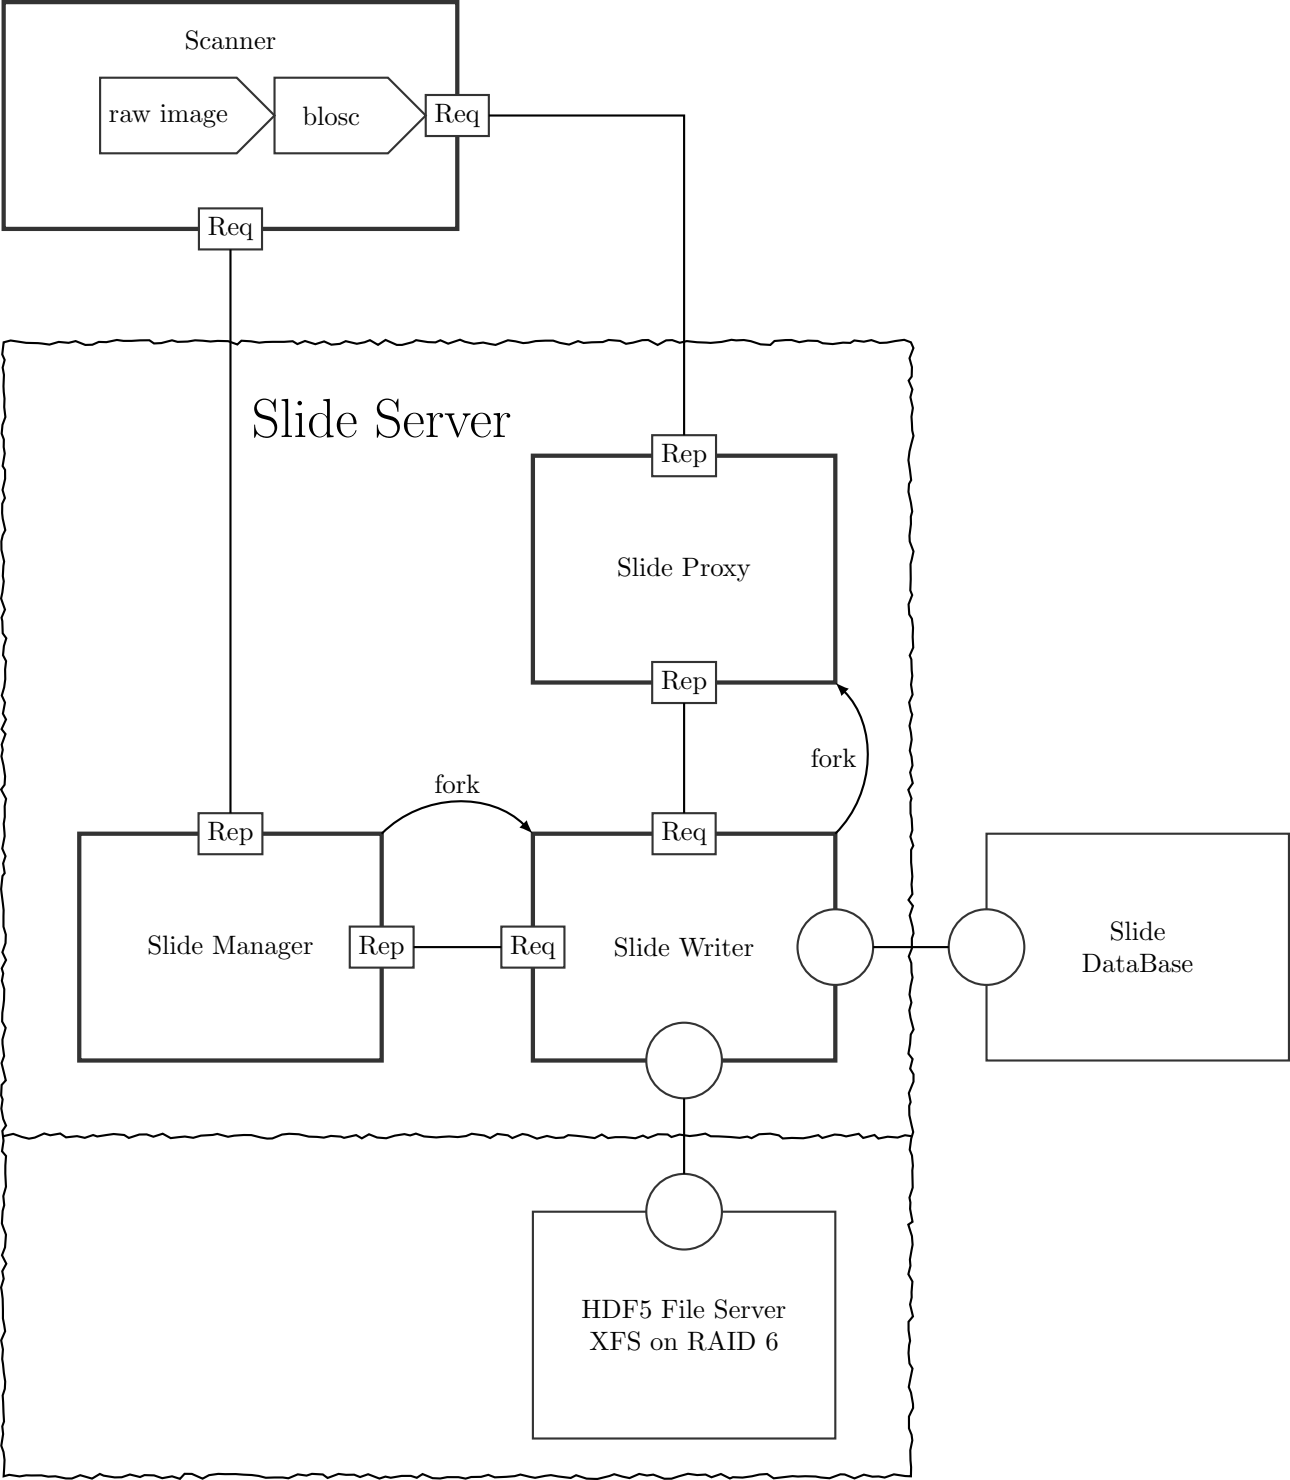 Scanner
raw image
blosc
Req
Req
Slide Server
Rep
Slide Proxy
Rep
fork
fork
Rep
Req
Slide Manager
Rep
Req
Slide Writer
Slide
DataBase
HDF5 File Server
XFS on RAID 6